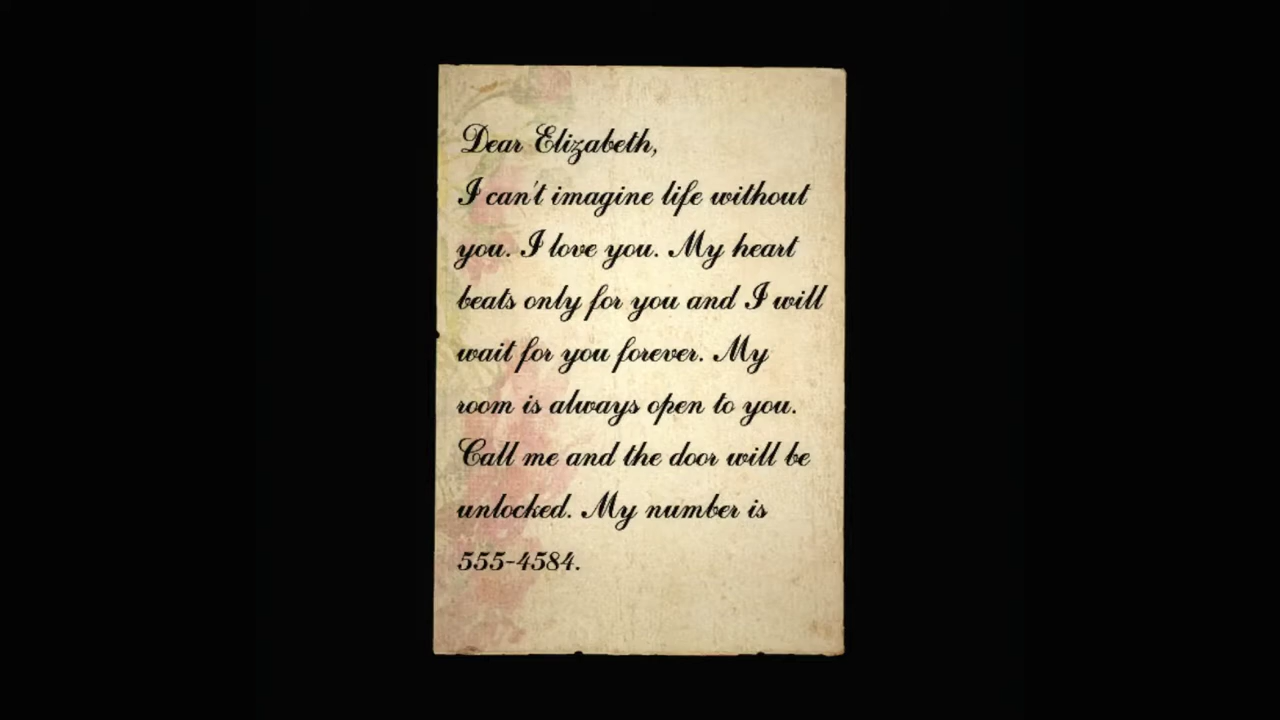 Dear Elizabeth,
I can't imagine life without
you. I love you. My heart
beats only for you and I will
wait for you forever. My
room is always open to you.
Call me and the door will be
unlocked. My number is
555-4584.